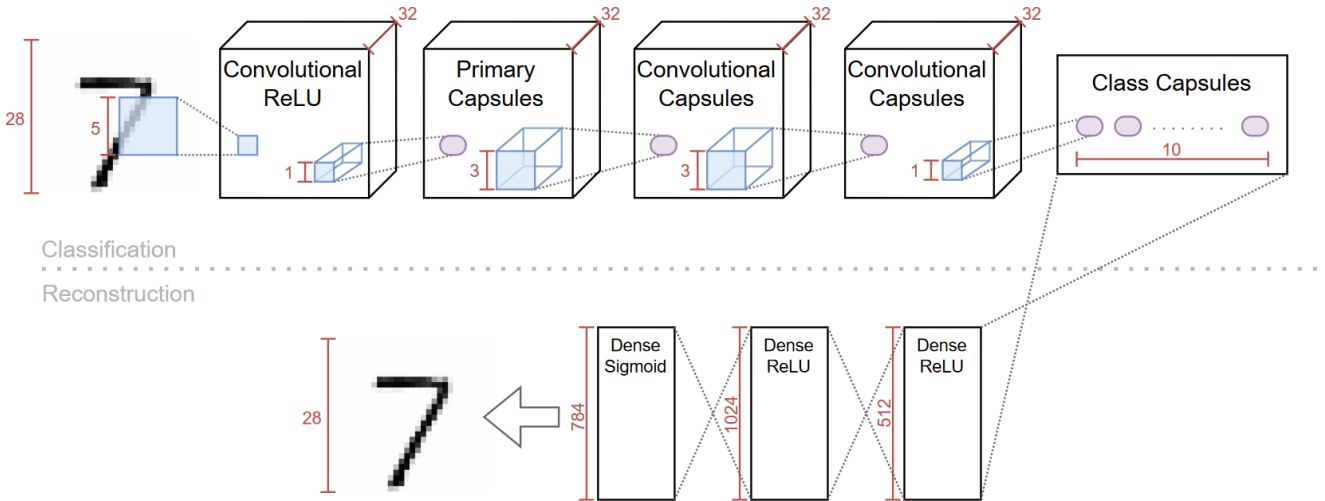 32
32
32
32
Convolutional
ReLU
Primary
Capsules
Convolutional
Capsules
Convolutional
Capsules
Class Capsules
28
5
1
3
3
1
10
Classification
Reconstruction
Dense
Sigmoid
Dense
ReLU
Dense
ReLU
28
784
1024
512